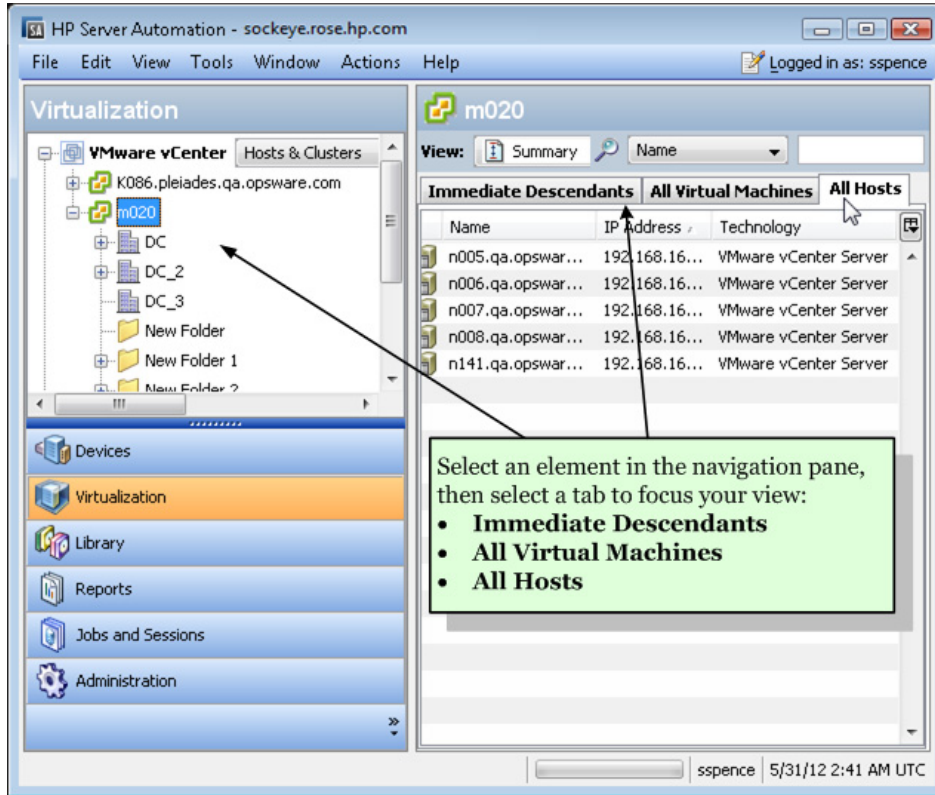 HP Server Automation - sockeye.rose.hp.com
File Edit View Tools Window Actions Help
Logged in as: sspence
Virtualization
VMware vCenter Hosts & Clusters
K086.pleiades.qa.opsware.com
m020
DC
DC_2
DC_3
New Folder
New Folder 1
New Folder 2
Devices
Virtualization
Library
Reports
Jobs and Sessions
Administration
m020
View: Summary Name
Immediate Descendants All Virtual Machines All Hosts
Name IP Address Technology
n005.qa.opswar... 192.168.16... VMware vCenter Server
n006.qa.opswar... 192.168.16... VMware vCenter Server
n007.qa.opswar... 192.168.16... VMware vCenter Server
n008.qa.opswar... 192.168.16... VMware vCenter Server
n141.qa.opswar... 192.168.16... VMware vCenter Server
Select an element in the navigation pane,
then select a tab to focus your view:
• Immediate Descendants
• All Virtual Machines
• All Hosts
sspence 5/31/12 2:41 AM UTC